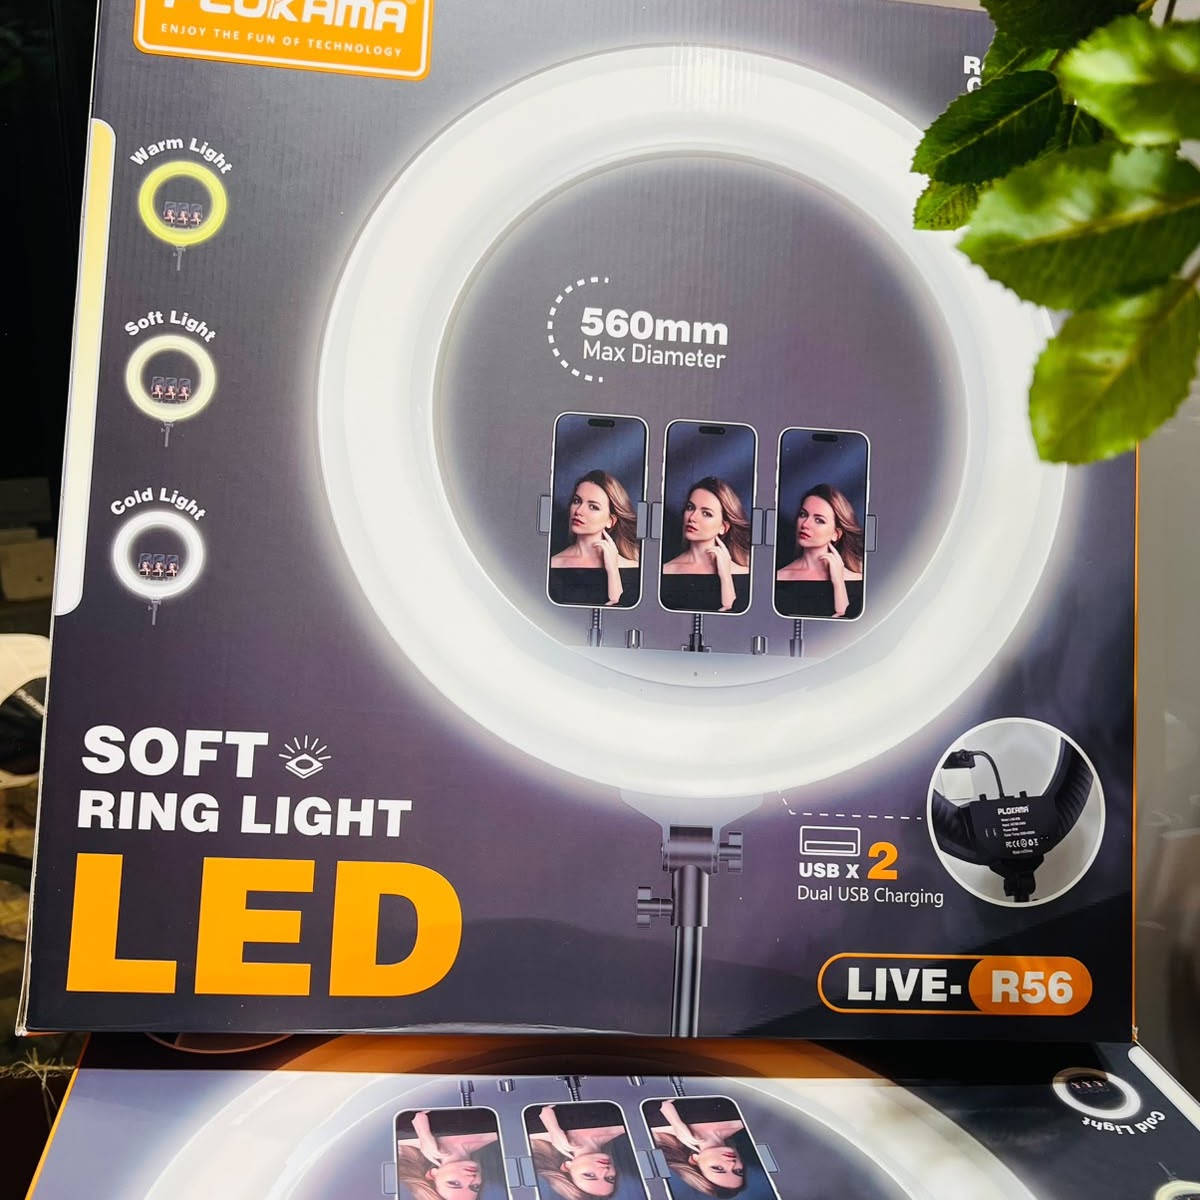 PLOKAMA
ENJOY THE FUN OF TECHNOLOGY
Warm Light
Soft Light
Cold Light
560mm
Max Diameter
SOFT
RING LIGHT
LED
PLOKAMA
USB X 2
Dual USB Charging
LIVE- R56
Cold Light